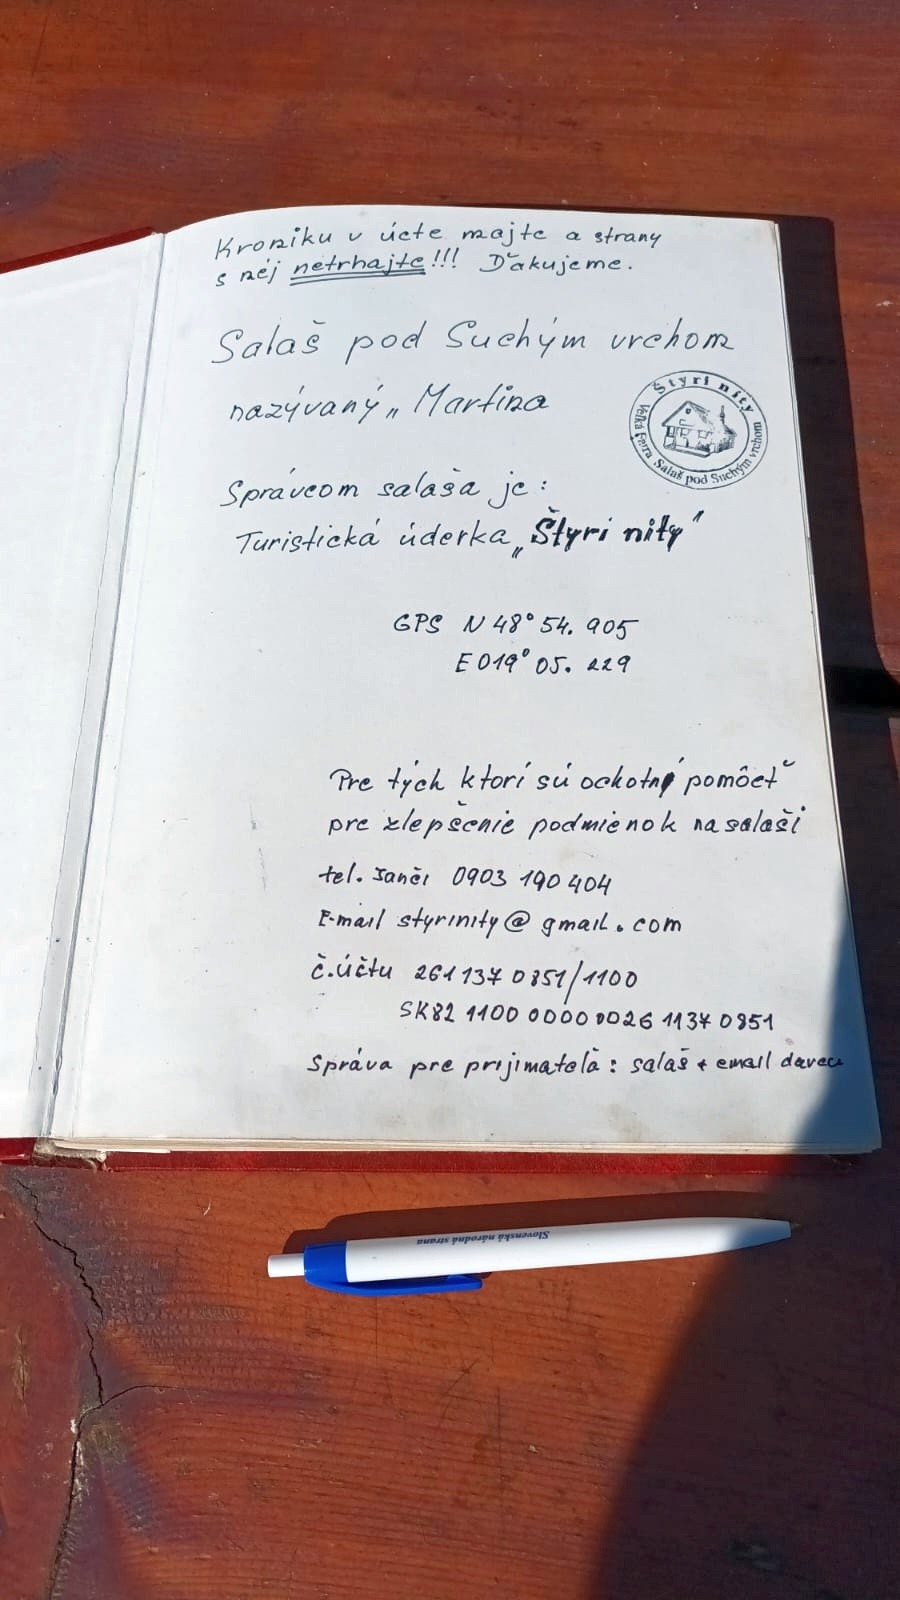 Kroniku v úcte majte a strany
s nej netrhajte!!! Ďakujeme.
Salaš pod Suchým vrchom
nazývaný „Martina
Štyri nity
Veľká Fatra Salaš pod Suchým vrchom
Správcom salaša je:
Turistická úderka „Štyri nity"
GPS N 48° 54. 905
E 019° 05. 229
Pre tých ktorí sú ochotný pomôcť
pre zlepšenie podmienok na salaši
tel. Janči 0903 190 404
E-mail styrinity@gmail.com
č.účtu 261 137 0851/1100
SK82 1100 0000 0026 1137 0851
Správa pre prijímateľa: salaš + email darcu
Slovenská národná strana